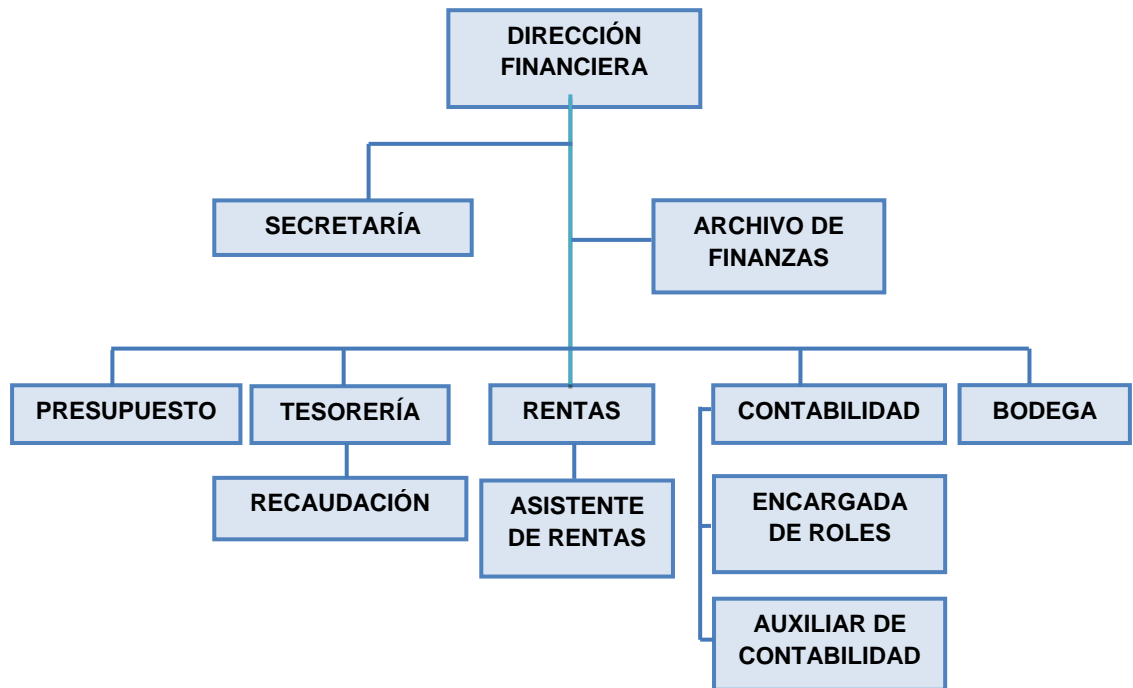 DIRECCIÓN
FINANCIERA
SECRETARÍA
ARCHIVO DE
FINANZAS
PRESUPUESTO
TESORERÍA
RENTAS
CONTABILIDAD
BODEGA
RECAUDACIÓN
ASISTENTE
DE RENTAS
ENCARGADA
DE ROLES
AUXILIAR DE
CONTABILIDAD